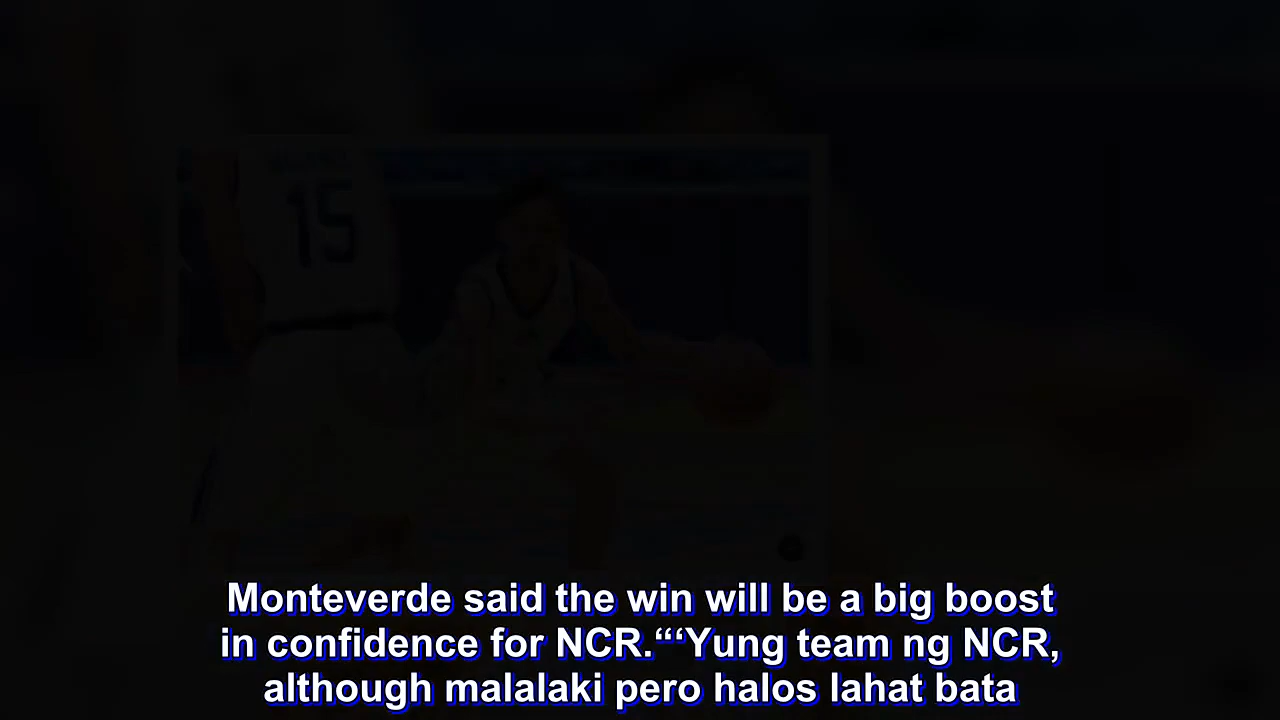 15
Monteverde said the win will be a big boost
in confidence for NCR.“‘Yung team ng NCR,
although malalaki pero halos lahat bata